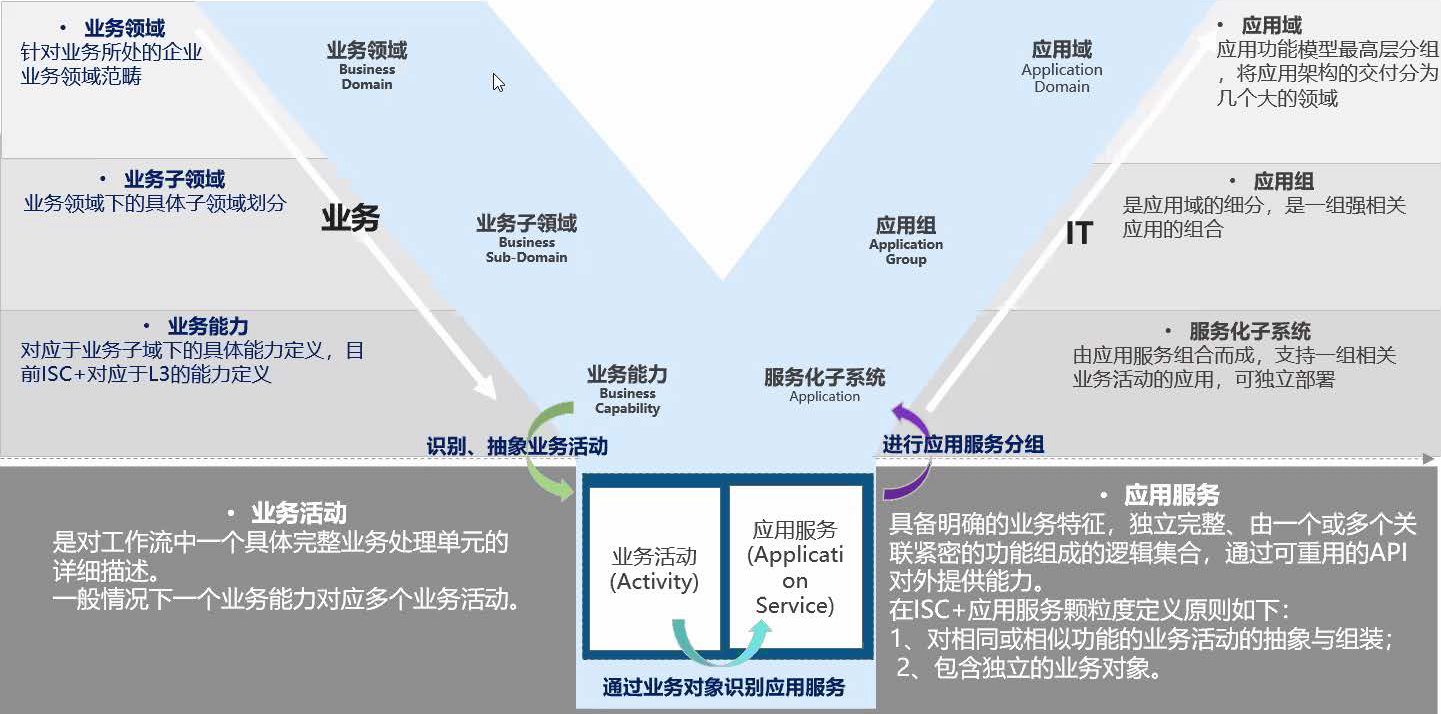 • 业务领域
针对业务所处的企业
业务领域范畴
业务领域
Business
Domain
应用域
Application
Domain
• 应用域
应用功能模型最高层分组
，将应用架构的交付分为
几个大的领域
• 业务子领域
业务领域下的具体子领域划分
业务
业务子領域
Business
Sub-Domain
应用组
Application
Group
IT
• 应用组
是应用域的细分，是一组强相关
应用的组合
• 业务能力
对应于业务子域下的具体能力定义，目
前ISC+对应于L3的能力定义
业务能力
Business
Capability
服务化子系统
Application
• 服务化子系统
由应用服务组合而成，支持一组相关
业务活动的应用，可独立部署
识别、抽象业务活动
进行应用服务分组
• 业务活动
是对工作流中一个具体完整业务处理单元的
详细描述。
一般情况下一个业务能力对应多个业务活动。
业务活动
(Activity)
应用服务
(Applicati
on
Service)
通过业务对象识别应用服务
• 应用服务
具备明确的业务特征，独立完整、由一个或多个关
联紧密的功能组成的逻辑集合，通过可重用的API
对外提供能力。
在ISC+应用服务颗粒度定义原则如下：
1、对相同或相似功能的业务活动的抽象与组装；
2、包含独立的业务对象。